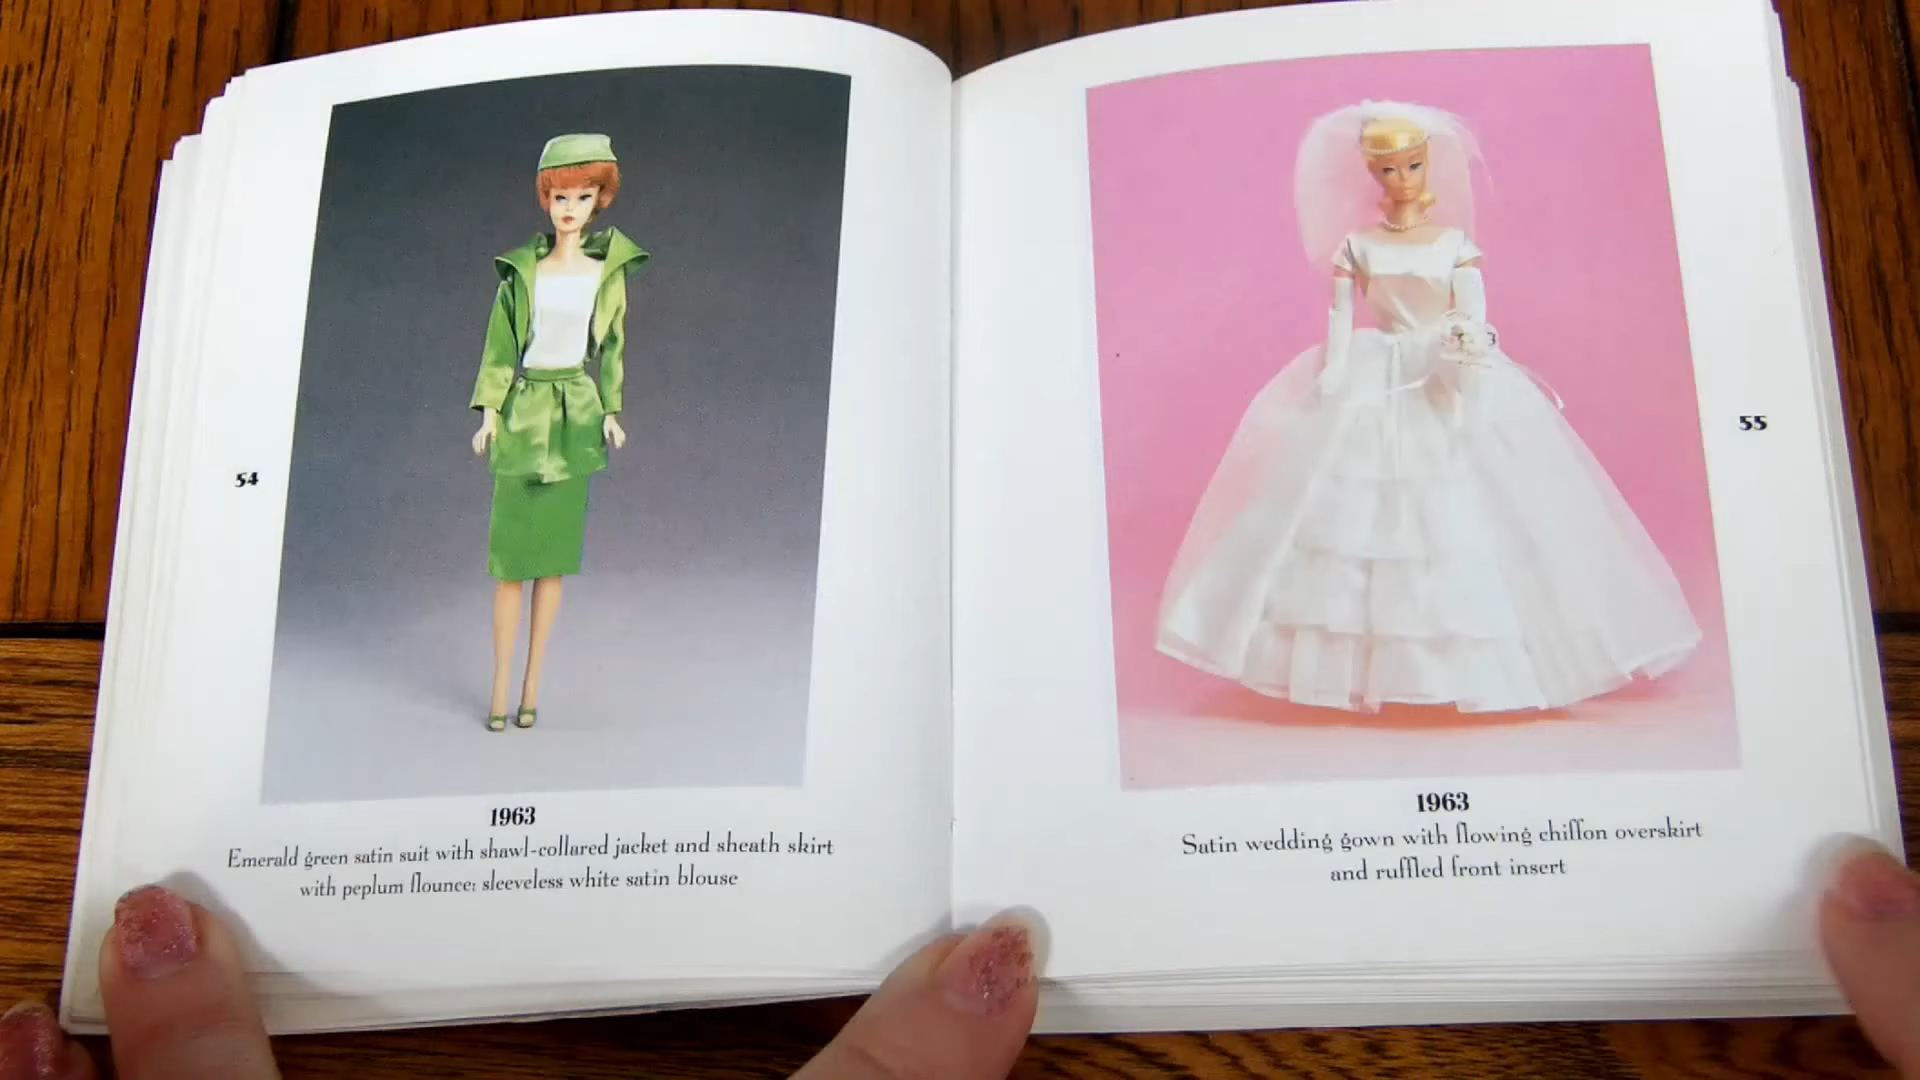 54
1963
Emerald green satin suit with shawl-collared jacket and sheath skirt
with peplum flounce; sleeveless white satin blouse
55
1963
Satin wedding gown with flowing chiffon overskirt
and ruffled front insert